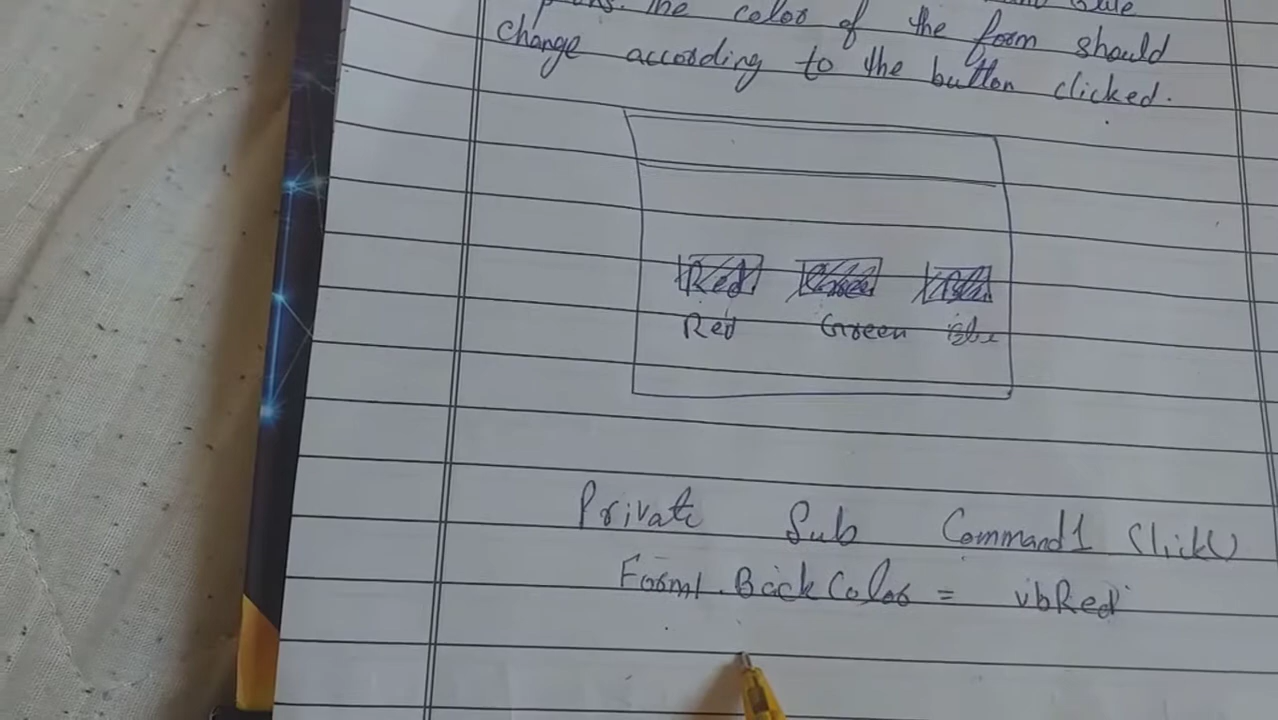 The color of the form should
change according to the button clicked.
Red
Red Green Blue
Private Sub Command1 Click()
Form1.BackColor = vbRed